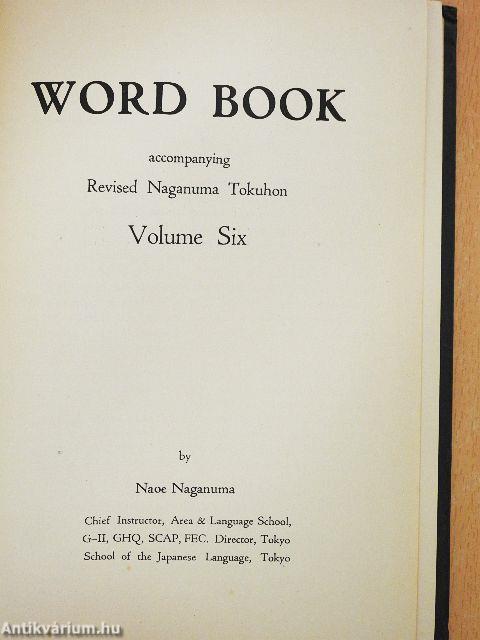 WORD BOOK
accompanying
Revised Naganuma Tokuhon
Volume Six
by
Naoe Naganuma
Chief Instructor, Area & Language School,
G–II, GHQ, SCAP, FEC. Director, Tokyo
School of the Japanese Language, Tokyo
Antikvárium.hu